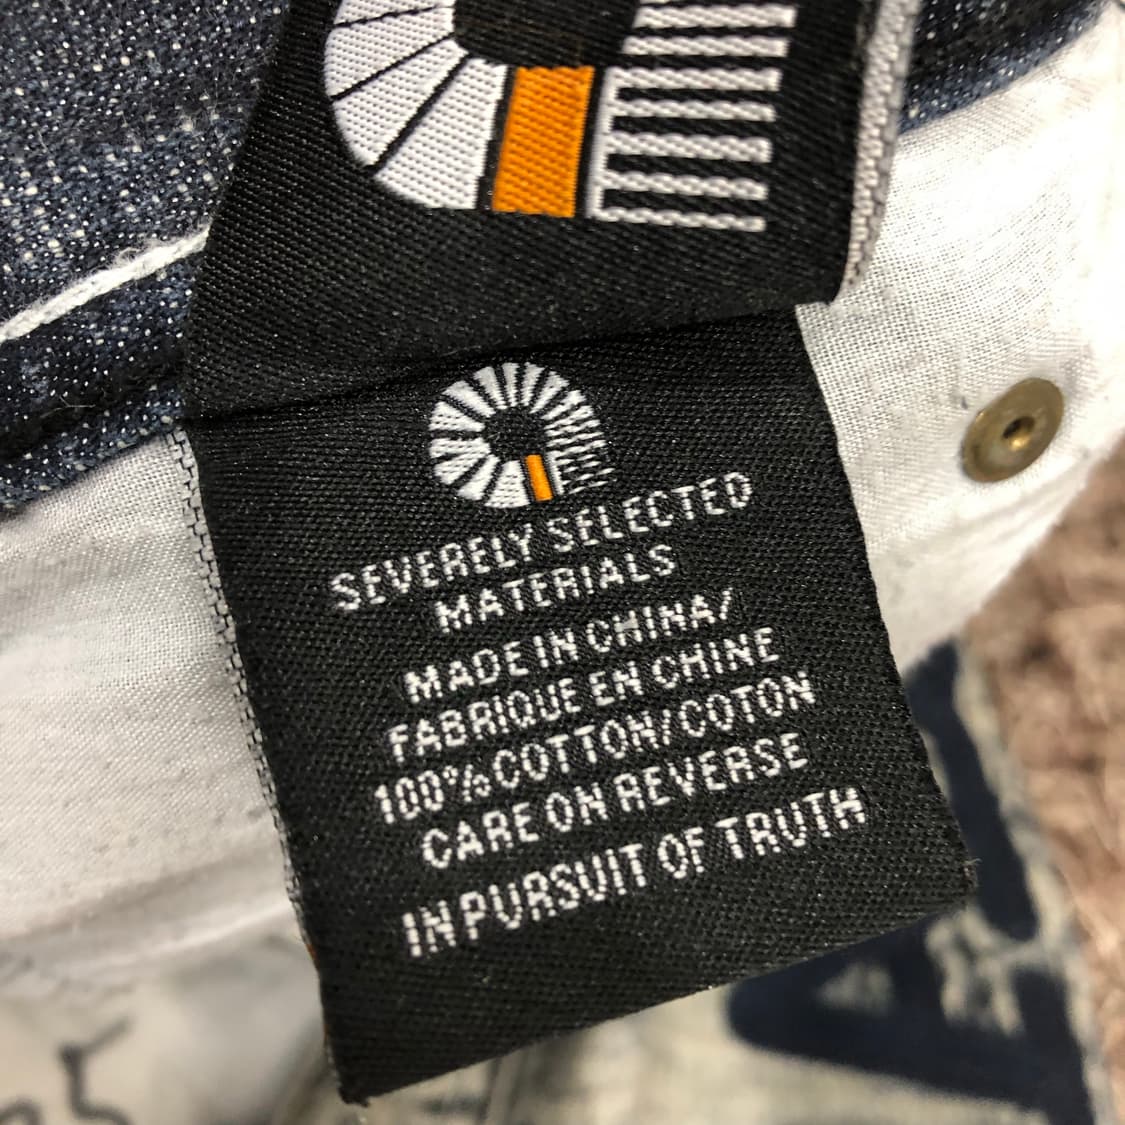 SEVERELY SELECTED
MATERIALS
MADE IN CHINA/
FABRIQUE EN CHINE
100% COTTON/COTON
CARE ON REVERSE
IN PURSUIT OF TRUTH